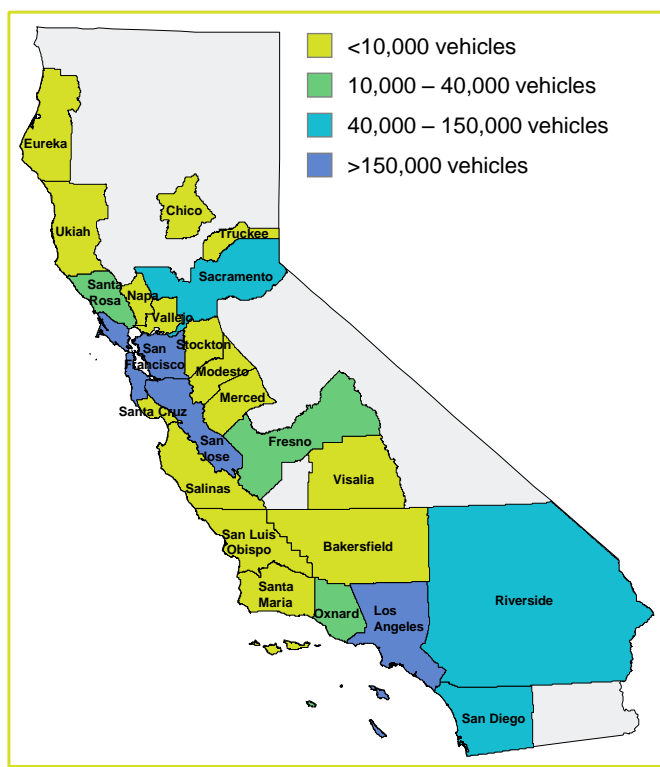 <10,000 vehicles
10,000 – 40,000 vehicles
40,000 – 150,000 vehicles
>150,000 vehicles
Eureka
Chico
Ukiah
Truckee
Sacramento
Santa
Rosa
Napa
Vallejo
San
Francisco
Stockton
Modesto
Merced
Santa Cruz
San
Jose
Fresno
Visalia
Salinas
San Luis
Obispo
Bakersfield
Santa
Maria
Oxnard
Los
Angeles
Riverside
San Diego